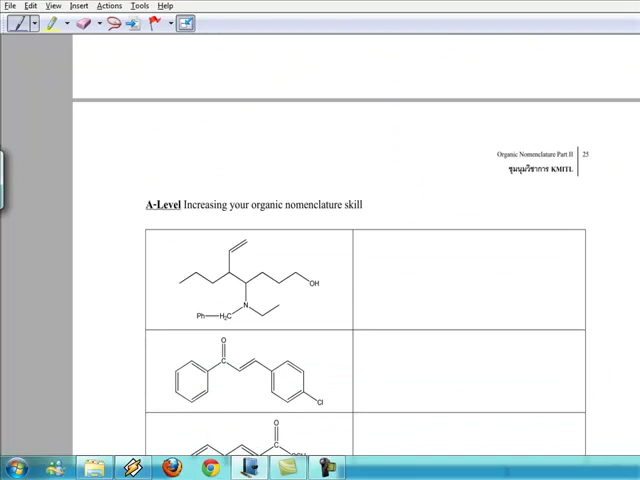 File Edit View Insert Actions Tools Help
Organic Nomenclature Part II 25
ชุมนุมวิชาการ KMITL
A-Level Increasing your organic nomenclature skill
OH
N
Ph H₂C
O
C
Cl
O
C